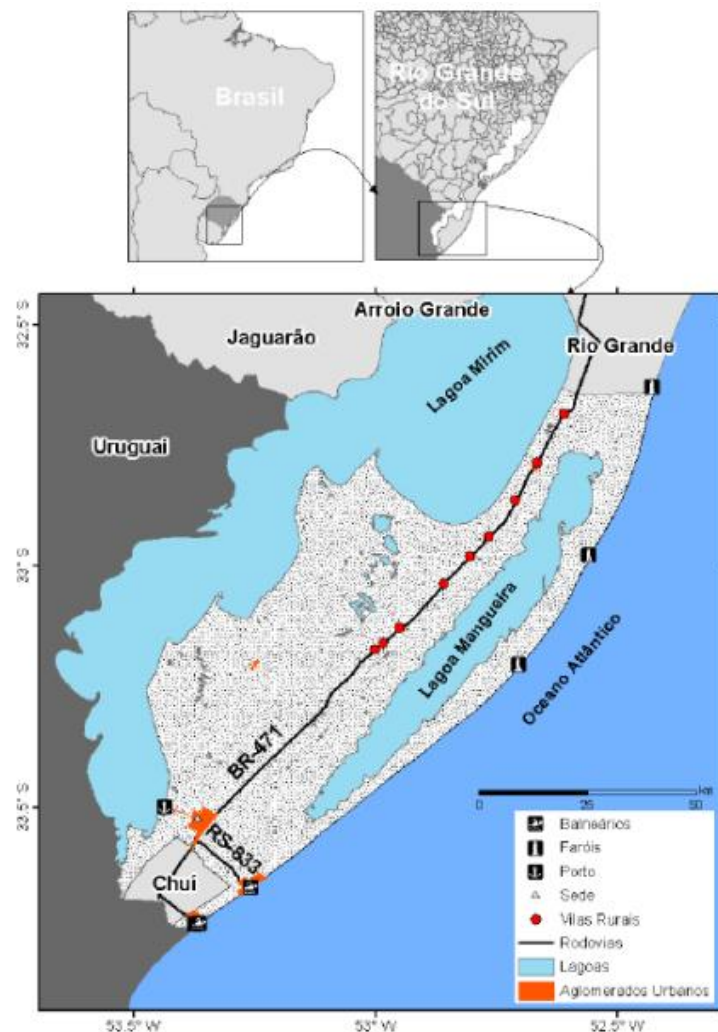 Brasil
Rio Grande
do Sul
Arroio Grande
Jaguarão
Rio Grande
Lagoa Mirim
Uruguai
Lagoa Mangueira
Oceano Atlântico
BR-471
RS-833
Chuí
32.5° S
33° S
33.5° S
53.5° W
53° W
52.5° W
km
0 25 50
Balneários
Faróis
Porto
Sede
Vilas Rurais
Rodovias
Lagoas
Aglomerados Urbanos